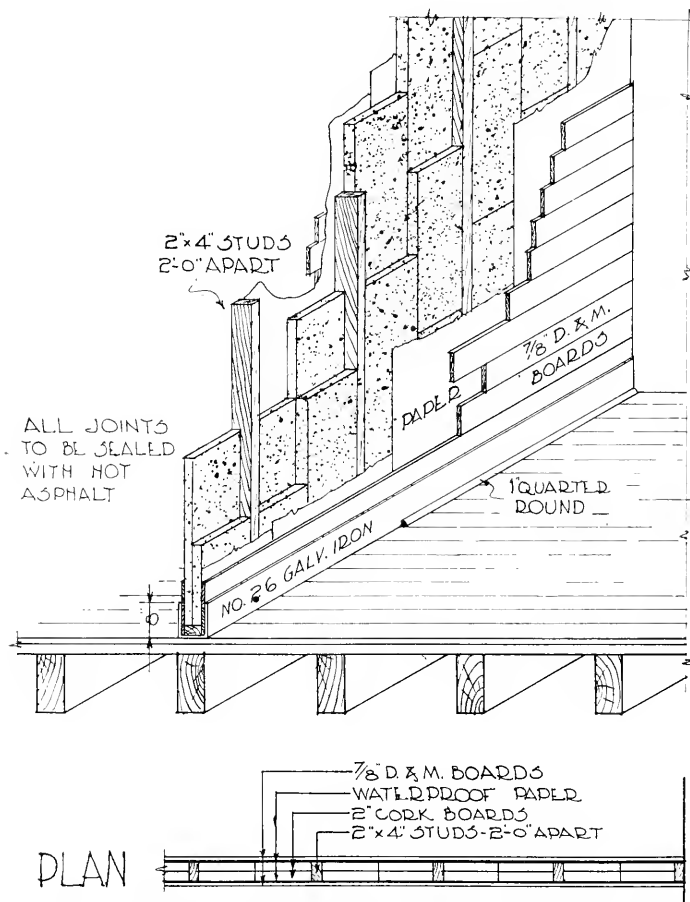 2"x4" STUDS
2'-0" APART
7/8" D. & M.
BOARDS
PAPER
ALL JOINTS
TO BE SEALED
WITH HOT
ASPHALT
1" QUARTER
ROUND
NO. 26 GALV. IRON
7/8" D. & M. BOARDS
WATERPROOF PAPER
2" CORK BOARDS
2"x4" STUDS-2'-0" APART
PLAN